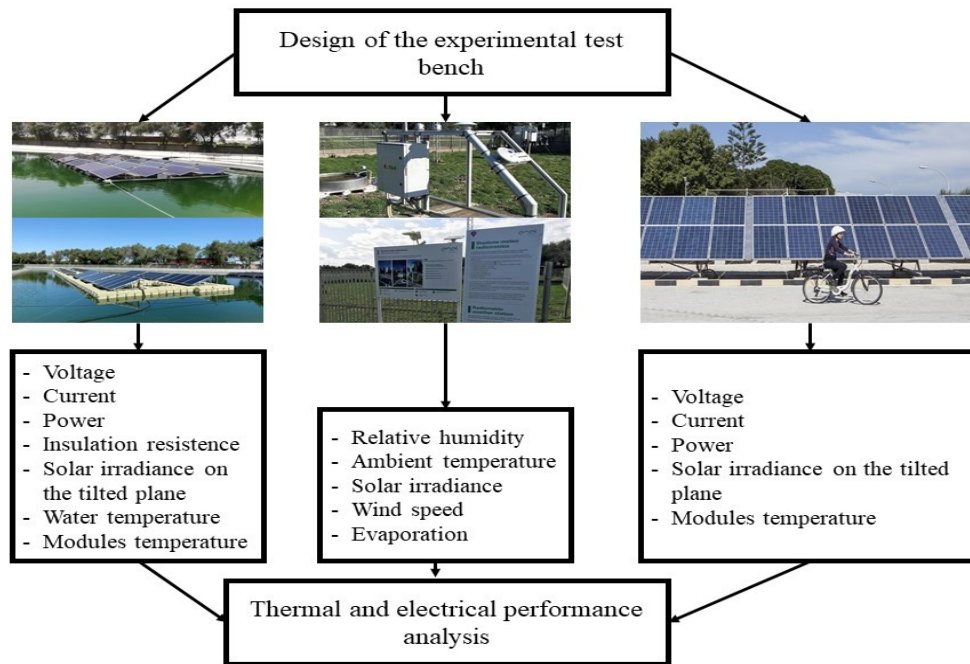 Design of the experimental test
bench
- Voltage
- Current
- Power
- Insulation resistence
- Solar irradiance on
the tilted plane
- Water temperature
- Modules temperature
- Relative humidity
- Ambient temperature
- Solar irradiance
- Wind speed
- Evaporation
- Voltage
- Current
- Power
- Solar irradiance on the tilted
plane
- Modules temperature
Thermal and electrical performance
analysis